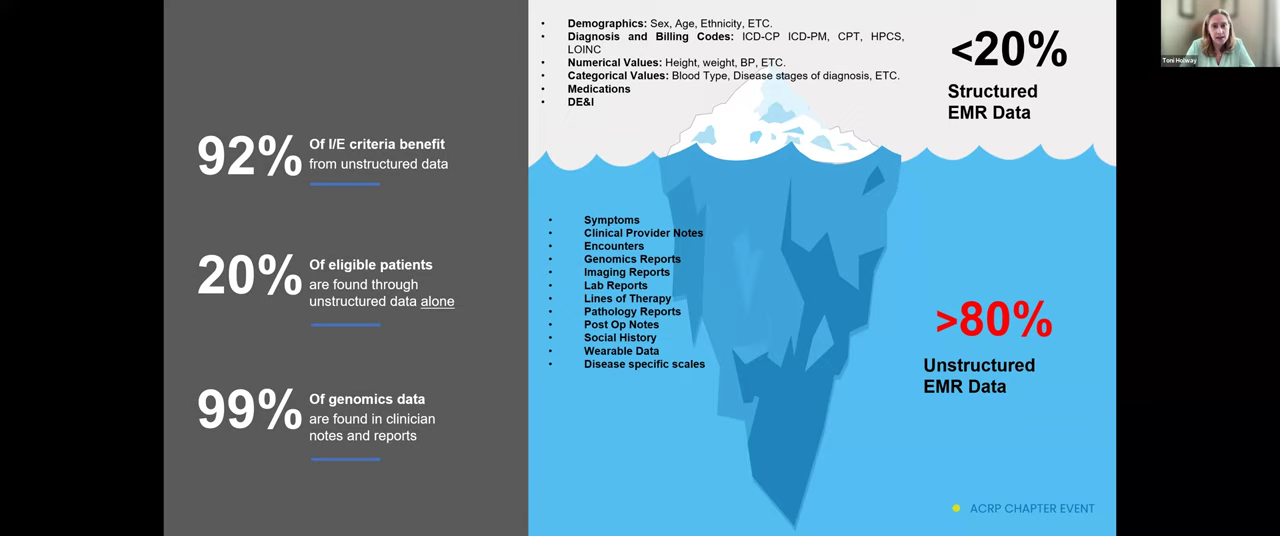 92%
Of I/E criteria benefit
from unstructured data
20%
Of eligible patients
are found through
unstructured data alone
99%
Of genomics data
are found in clinician
notes and reports
• Demographics: Sex, Age, Ethnicity, ETC.
• Diagnosis and Billing Codes: ICD-CP ICD-PM, CPT, HPCS,
LOINC
• Numerical Values: Height, weight, BP, ETC.
• Categorical Values: Blood Type, Disease stages of diagnosis, ETC.
• Medications
• DE&I
<20%
Structured
EMR Data
• Symptoms
• Clinical Provider Notes
• Encounters
• Genomics Reports
• Imaging Reports
• Lab Reports
• Lines of Therapy
• Pathology Reports
• Post Op Notes
• Social History
• Wearable Data
• Disease specific scales
>80%
Unstructured
EMR Data
ACRP CHAPTER EVENT
Toni Holway